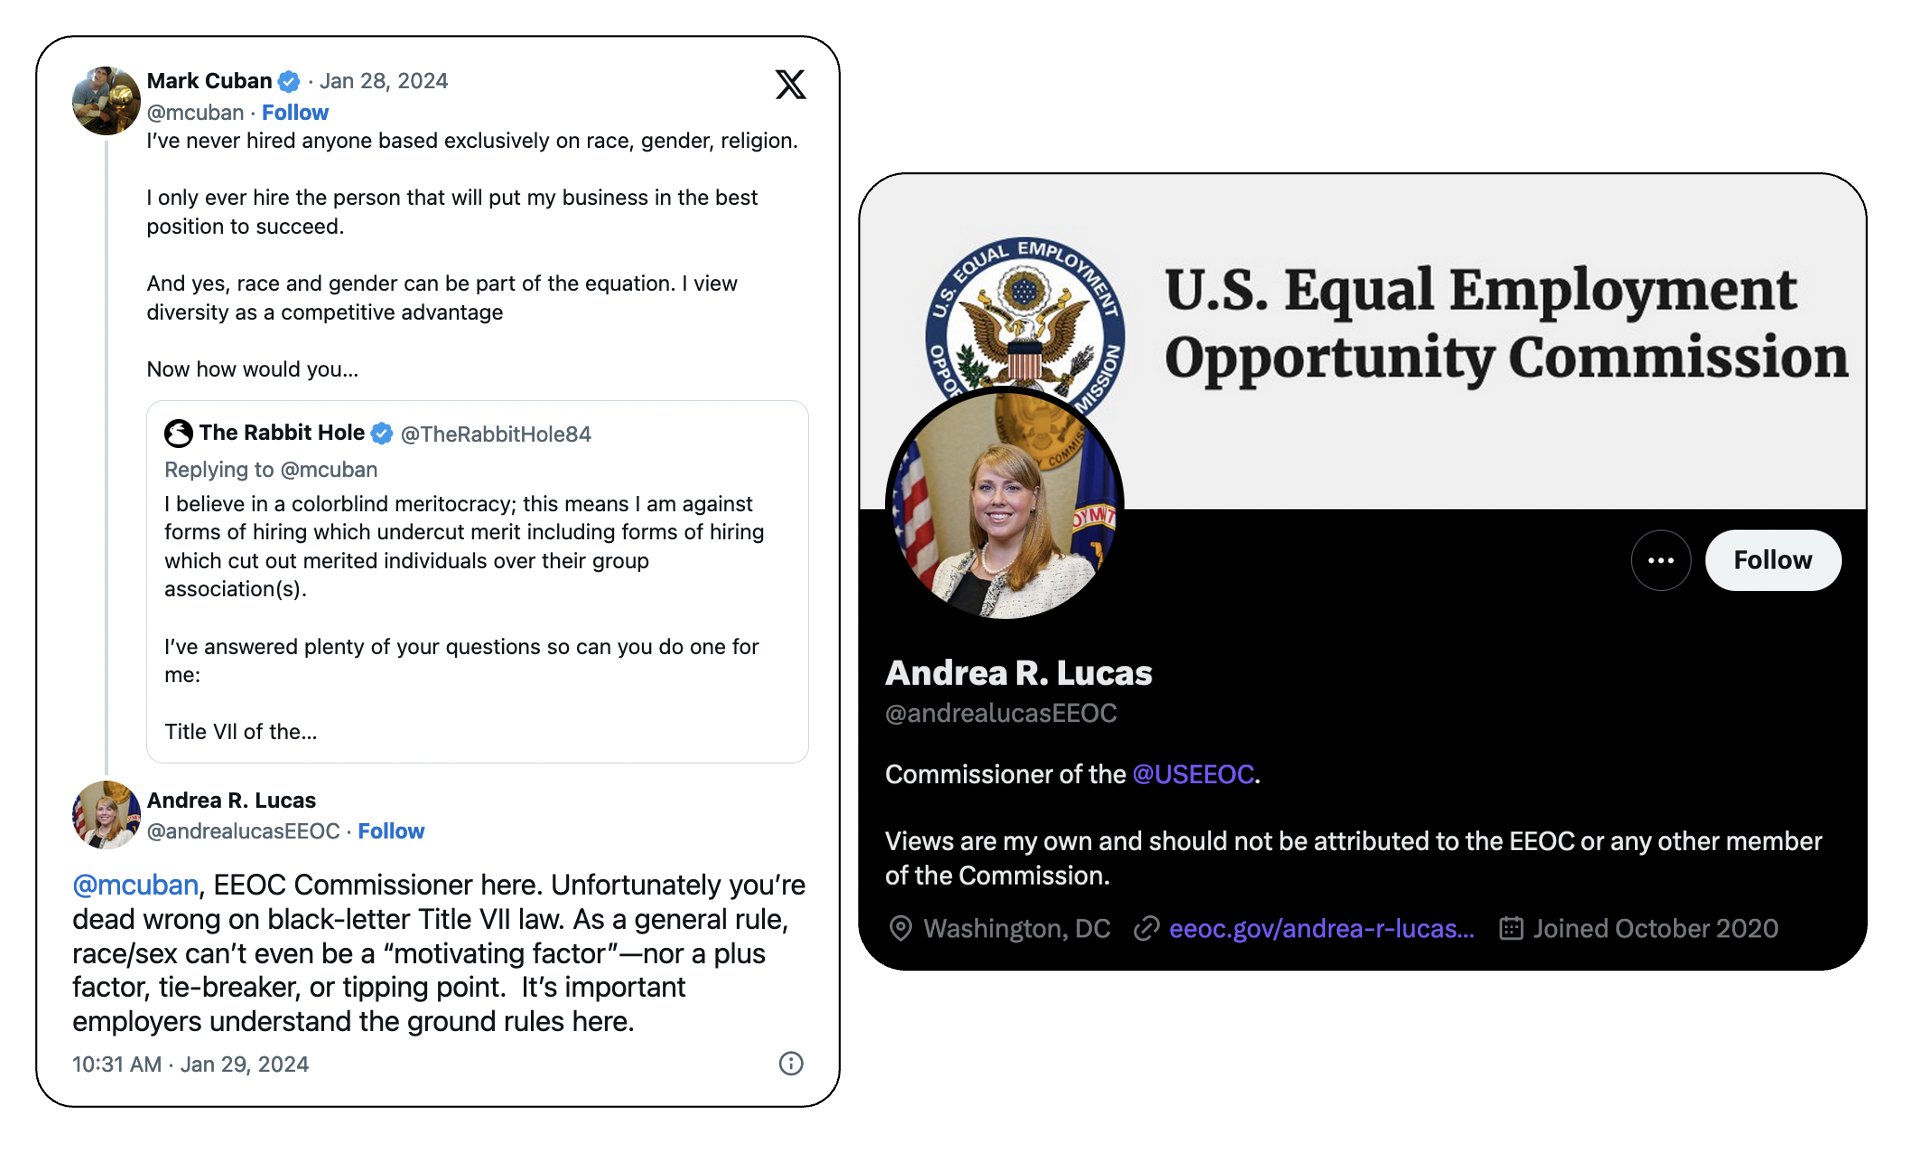 Mark Cuban · Jan 28, 2024
@mcuban · Follow
I've never hired anyone based exclusively on race, gender, religion.
I only ever hire the person that will put my business in the best
position to succeed.
And yes, race and gender can be part of the equation. I view
diversity as a competitive advantage
Now how would you...
The Rabbit Hole @TheRabbitHole84
Replying to @mcuban
I believe in a colorblind meritocracy; this means I am against
forms of hiring which undercut merit including forms of hiring
which cut out merited individuals over their group
association(s).
I've answered plenty of your questions so can you do one for
me:
Title VII of the...
Andrea R. Lucas
@andrealucasEEOC · Follow
@mcuban, EEOC Commissioner here. Unfortunately you're
dead wrong on black-letter Title VII law. As a general rule,
race/sex can't even be a “motivating factor”—nor a plus
factor, tie-breaker, or tipping point.  It's important
employers understand the ground rules here.
10:31 AM · Jan 29, 2024
U.S. EQUAL EMPLOYMENT
U.S. Equal Employment
Opportunity Commission
Follow
Andrea R. Lucas
@andrealucasEEOC
Commissioner of the @USEEOC.
Views are my own and should not be attributed to the EEOC or any other member
of the Commission.
Washington, DC eeoc.gov/andrea-r-lucas... Joined October 2020